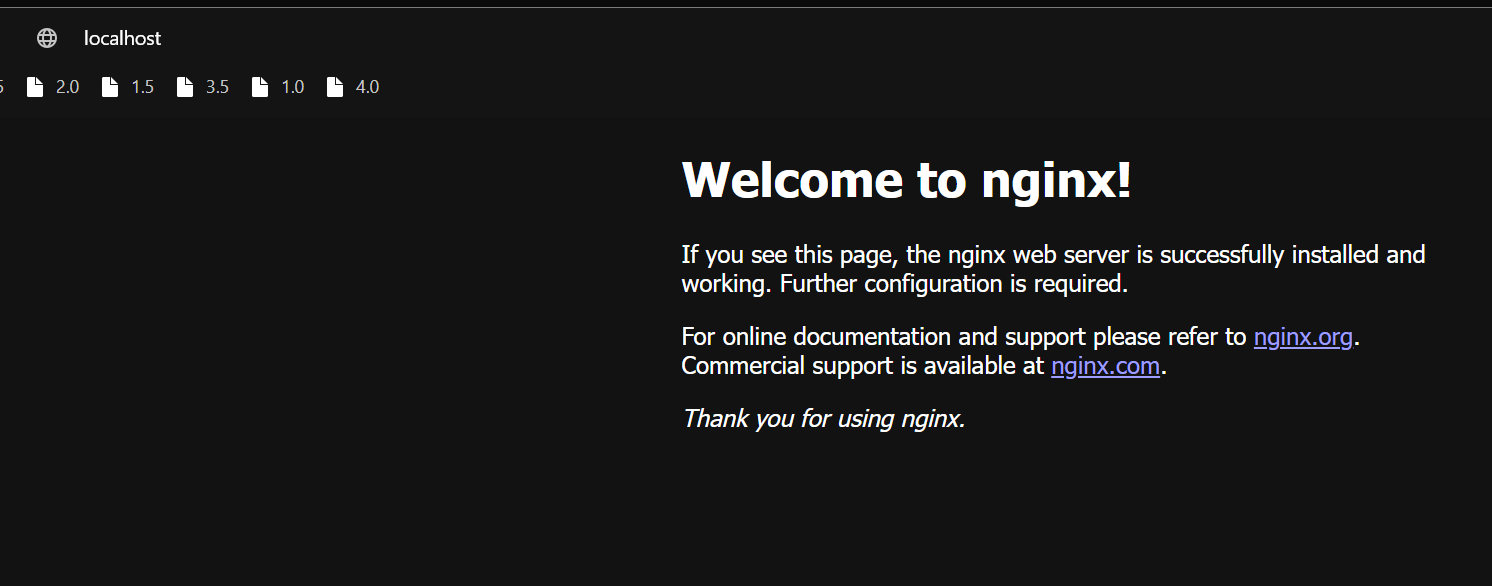 localhost
5 2.0 1.5 3.5 1.0 4.0
Welcome to nginx!
If you see this page, the nginx web server is successfully installed and
working. Further configuration is required.
For online documentation and support please refer to nginx.org.
Commercial support is available at nginx.com.
Thank you for using nginx.